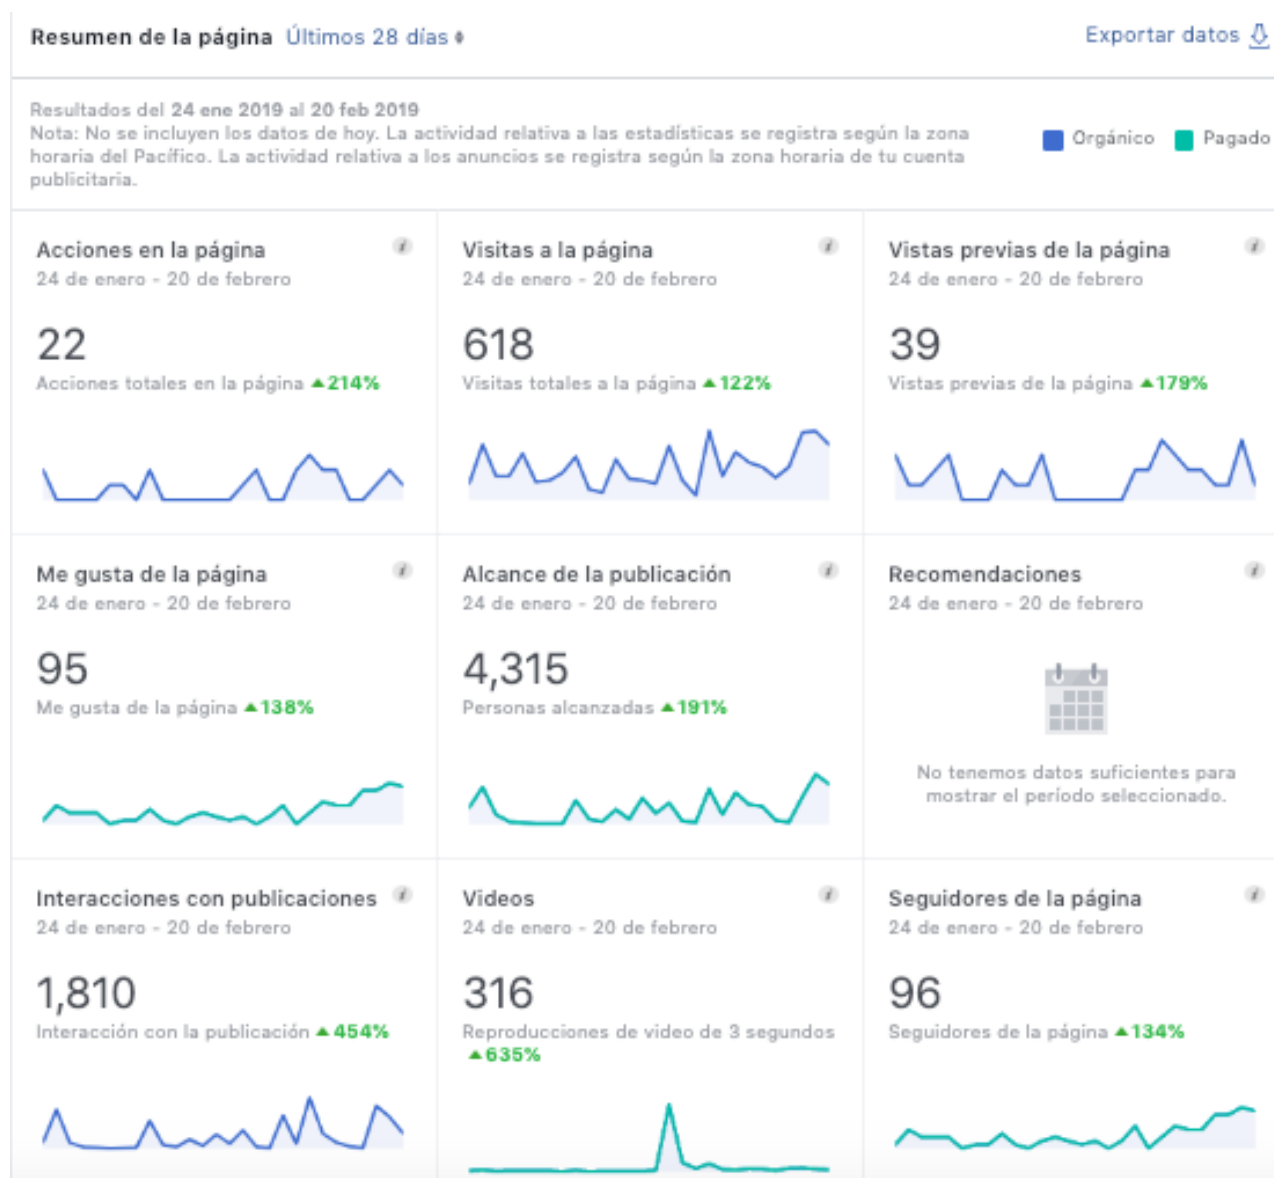 Resumen de la página Últimos 28 días
Exportar datos
Resultados del 24 ene 2019 al 20 feb 2019
Nota: No se incluyen los datos de hoy. La actividad relativa a las estadísticas se registra según la zona
horaria del Pacífico. La actividad relativa a los anuncios se registra según la zona horaria de tu cuenta
publicitaria.
Orgánico Pagado
Acciones en la página
24 de enero - 20 de febrero
22
Acciones totales en la página ▲214%
Visitas a la página
24 de enero - 20 de febrero
618
Visitas totales a la página ▲122%
Vistas previas de la página
24 de enero - 20 de febrero
39
Vistas previas de la página ▲179%
Me gusta de la página
24 de enero - 20 de febrero
95
Me gusta de la página ▲138%
Alcance de la publicación
24 de enero - 20 de febrero
4,315
Personas alcanzadas ▲191%
Recomendaciones
24 de enero - 20 de febrero
No tenemos datos suficientes para
mostrar el período seleccionado.
Interacciones con publicaciones
24 de enero - 20 de febrero
1,810
Interacción con la publicación ▲454%
Videos
24 de enero - 20 de febrero
316
Reproducciones de video de 3 segundos
▲635%
Seguidores de la página
24 de enero - 20 de febrero
96
Seguidores de la página ▲134%